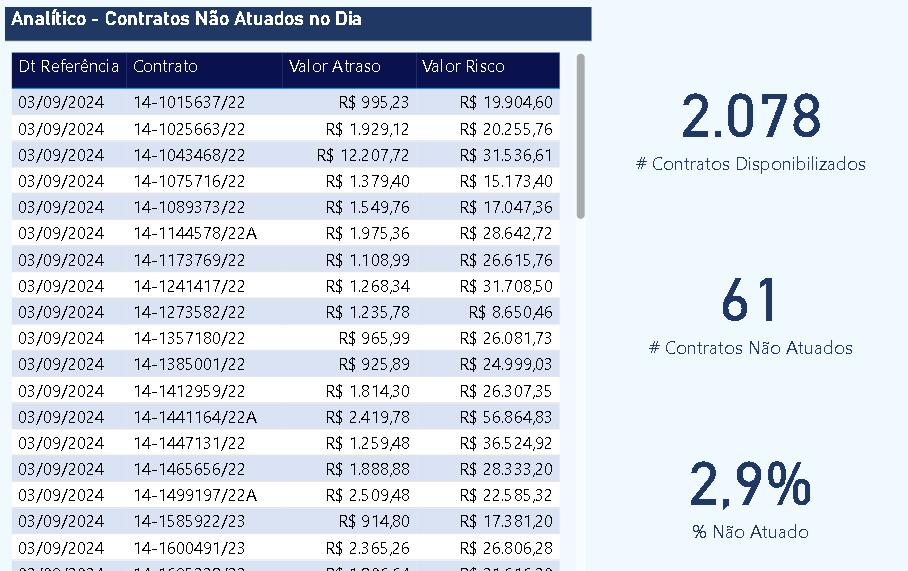 Analítico - Contratos Não Atuados no Dia
Dt Referência Contrato Valor Atraso Valor Risco
03/09/2024 14-1015637/22 R$ 995,23 R$ 19.904,60
03/09/2024 14-1025663/22 R$ 1.929,12 R$ 20.255,76
03/09/2024 14-1043468/22 R$ 12.207,72 R$ 31.536,61
03/09/2024 14-1075716/22 R$ 1.379,40 R$ 15.173,40
03/09/2024 14-1089373/22 R$ 1.549,76 R$ 17.047,36
03/09/2024 14-1144578/22A R$ 1.975,36 R$ 28.642,72
03/09/2024 14-1173769/22 R$ 1.108,99 R$ 26.615,76
03/09/2024 14-1241417/22 R$ 1.268,34 R$ 31.708,50
03/09/2024 14-1273582/22 R$ 1.235,78 R$ 8.650,46
03/09/2024 14-1357180/22 R$ 965,99 R$ 26.081,73
03/09/2024 14-1385001/22 R$ 925,89 R$ 24.999,03
03/09/2024 14-1412959/22 R$ 1.814,30 R$ 26.307,35
03/09/2024 14-1441164/22A R$ 2.419,78 R$ 56.864,83
03/09/2024 14-1447131/22 R$ 1.259,48 R$ 36.524,92
03/09/2024 14-1465656/22 R$ 1.888,88 R$ 28.333,20
03/09/2024 14-1499197/22A R$ 2.509,48 R$ 22.585,32
03/09/2024 14-1585922/23 R$ 914,80 R$ 17.381,20
03/09/2024 14-1600491/23 R$ 2.365,26 R$ 26.806,28
2.078
# Contratos Disponibilizados
61
# Contratos Não Atuados
2,9%
% Não Atuado